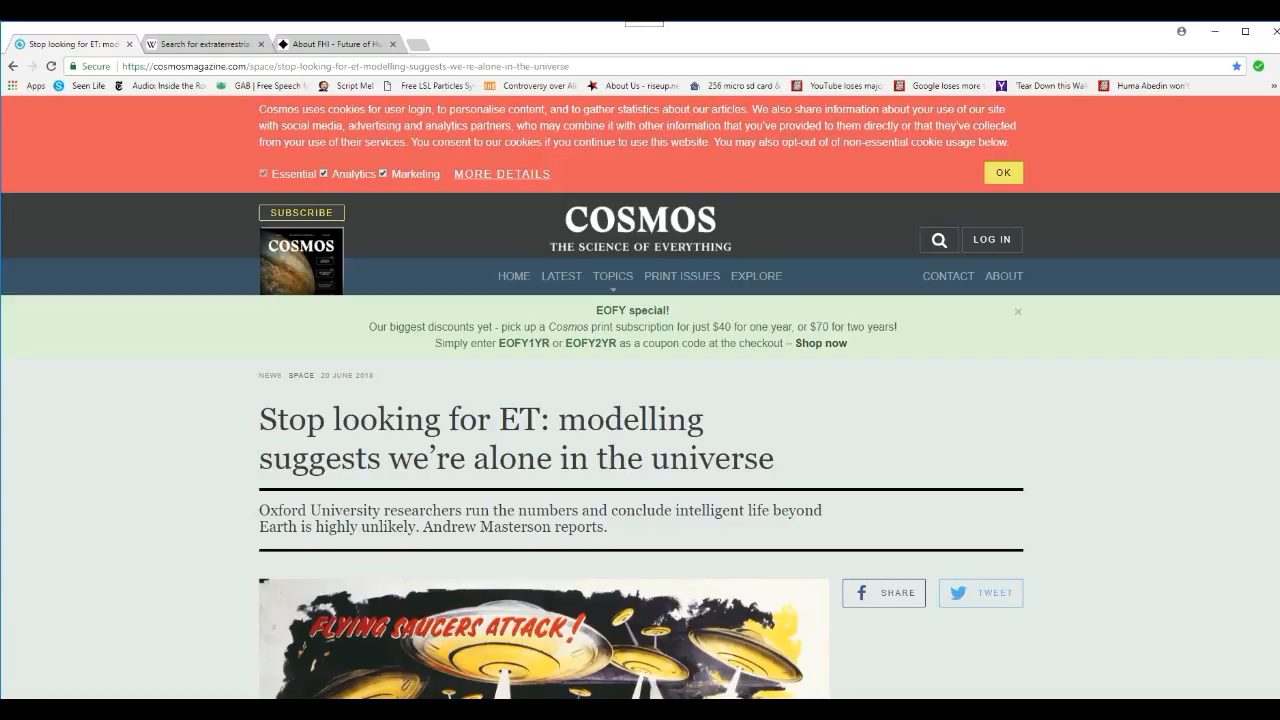 Stop looking for ET: mod
Search for extraterrestria
About FHI - Future of Hu
Secure
https://cosmosmagazine.com/space/stop-looking-for-et-modelling-suggests-we-re-alone-in-the-universe
Apps Seen Life Audio: Inside the Ro GAB | Free Speech f Script Me! Free LSL Particles Sy Controversy over Ali About Us - riseup.ne 256 micro sd card & YouTube loses majo Google loses more 'Tear Down this Wall Huma Abedin won't »
Cosmos uses cookies for user login, to personalise content, and to gather statistics about our articles. We also share information about your use of our site
with social media, advertising and analytics partners, who may combine it with other information that you've provided to them directly or that they've collected
from your use of their services. You consent to our cookies if you continue to use this website. You may also opt-out of of non-essential cookie usage below.
Essential Analytics Marketing MORE DETAILS
OK
SUBSCRIBE
COSMOS
COSMOS
THE SCIENCE OF EVERYTHING
LOG IN
HOME LATEST TOPICS PRINT ISSUES EXPLORE
CONTACT ABOUT
EOFY special!
Our biggest discounts yet - pick up a Cosmos print subscription for just $40 for one year, or $70 for two years!
Simply enter EOFY1YR or EOFY2YR as a coupon code at the checkout – Shop now
NEWS SPACE 20 JUNE 2018
Stop looking for ET: modelling
suggests we're alone in the universe
Oxford University researchers run the numbers and conclude intelligent life beyond
Earth is highly unlikely. Andrew Masterson reports.
FLYING SAUCERS ATTACK!
SHARE
TWEET